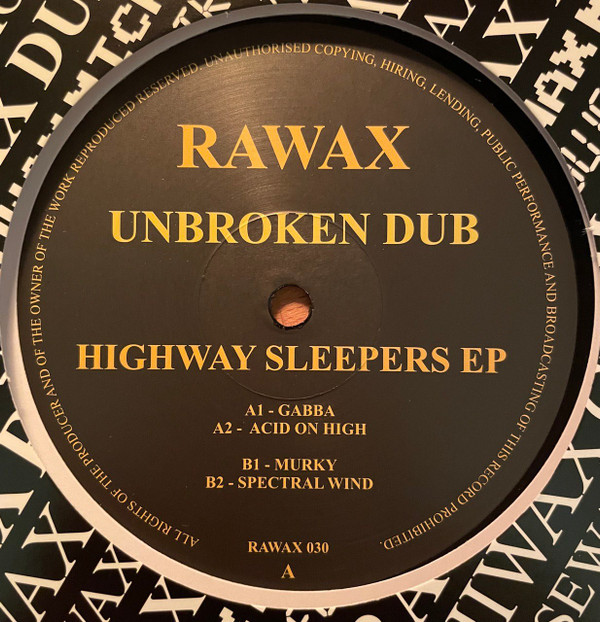 ALL RIGHTS OF THE PRODUCER AND OF THE OWNER OF THE WORK REPRODUCED RESERVED. UNAUTHORISED COPYING, HIRING, LENDING, PUBLIC PERFORMANCE AND BROADCASTING OF THIS RECORD PROHIBITED.
RAWAX
UNBROKEN DUB
HIGHWAY SLEEPERS EP
A1 - GABBA
A2 - ACID ON HIGH
B1 - MURKY
B2 - SPECTRAL WIND
RAWAX 030
A